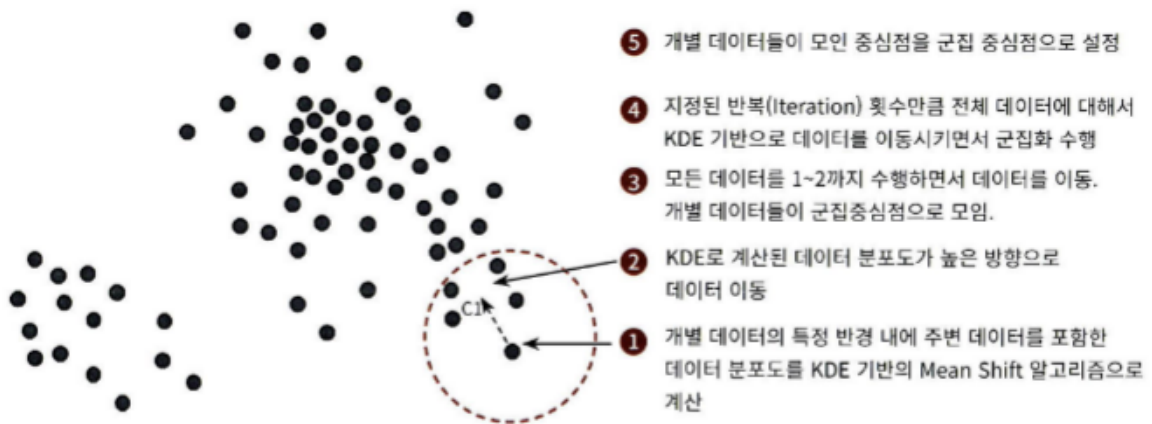 5 개별 데이터들이 모인 중심점을 군집 중심점으로 설정
4 지정된 반복(Iteration) 횟수만큼 전체 데이터에 대해서
KDE 기반으로 데이터를 이동시키면서 군집화 수행
3 모든 데이터를 1~2까지 수행하면서 데이터를 이동.
개별 데이터들이 군집중심점으로 모임.
2 KDE로 계산된 데이터 분포도가 높은 방향으로
데이터 이동
C1
1 개별 데이터의 특정 반경 내에 주변 데이터를 포함한
데이터 분포도를 KDE 기반의 Mean Shift 알고리즘으로
계산